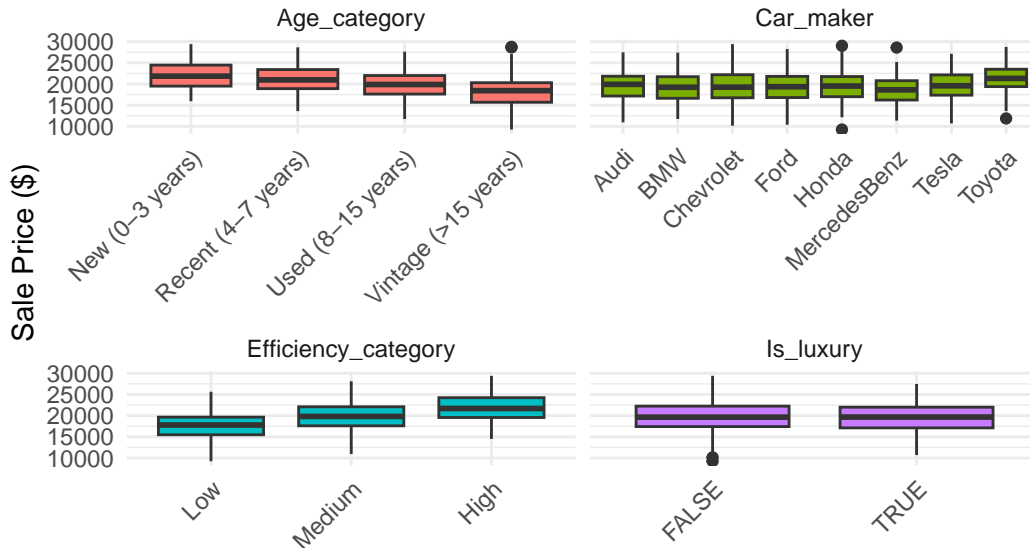 Sale Price ($)
Age_category
30000
25000
20000
15000
10000
New (0–3 years)
Recent (4–7 years)
Used (8–15 years)
Vintage (>15 years)
Car_maker
Audi
BMW
Chevrolet
Ford
Honda
MercedesBenz
Tesla
Toyota
Efficiency_category
30000
25000
20000
15000
10000
Low
Medium
High
Is_luxury
FALSE
TRUE